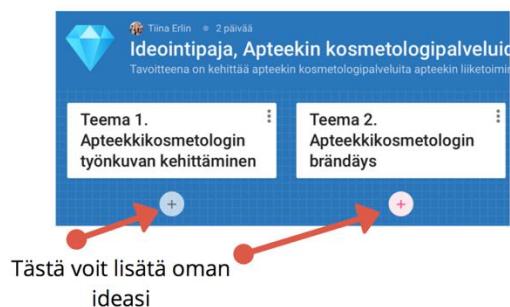 Tiina Erlin • 2 päivää
Ideointipaja, Apteekin kosmetologipalveluid
Tavoitteena on kehittää apteekin kosmetologipalveluita apteekin liiketoimin
Teema 1.
Apteekkikosmetologin
työnkuvan kehittäminen
Teema 2.
Apteekkikosmetologin
brändäys
Tästä voit lisätä oman
ideasi